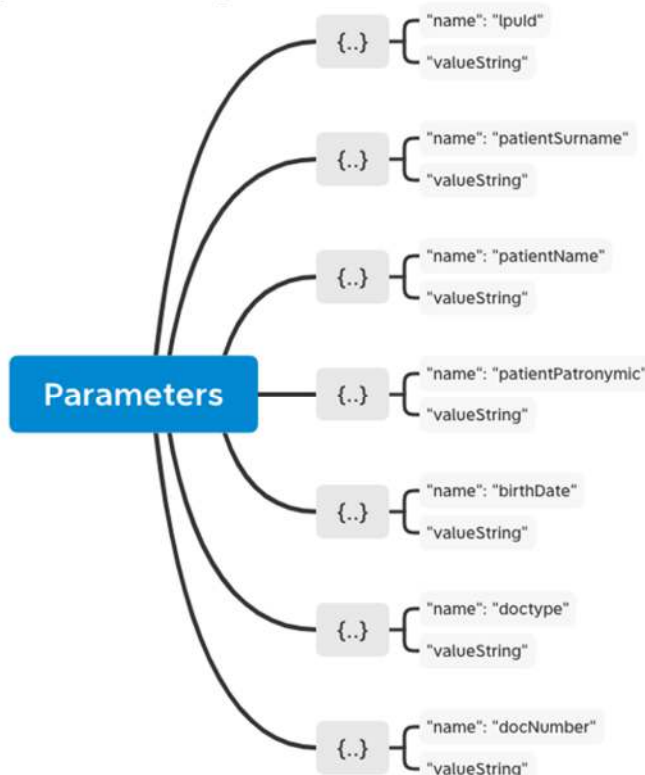 {..}
"name": "lpuId"
"valueString"
{..}
"name": "patientSurname"
"valueString"
{..}
"name": "patientName"
"valueString"
Parameters
{..}
"name": "patientPatronymic"
"valueString"
{..}
"name": "birthDate"
"valueString"
{..}
"name": "doctype"
"valueString"
{..}
"name": "docNumber"
"valueString"